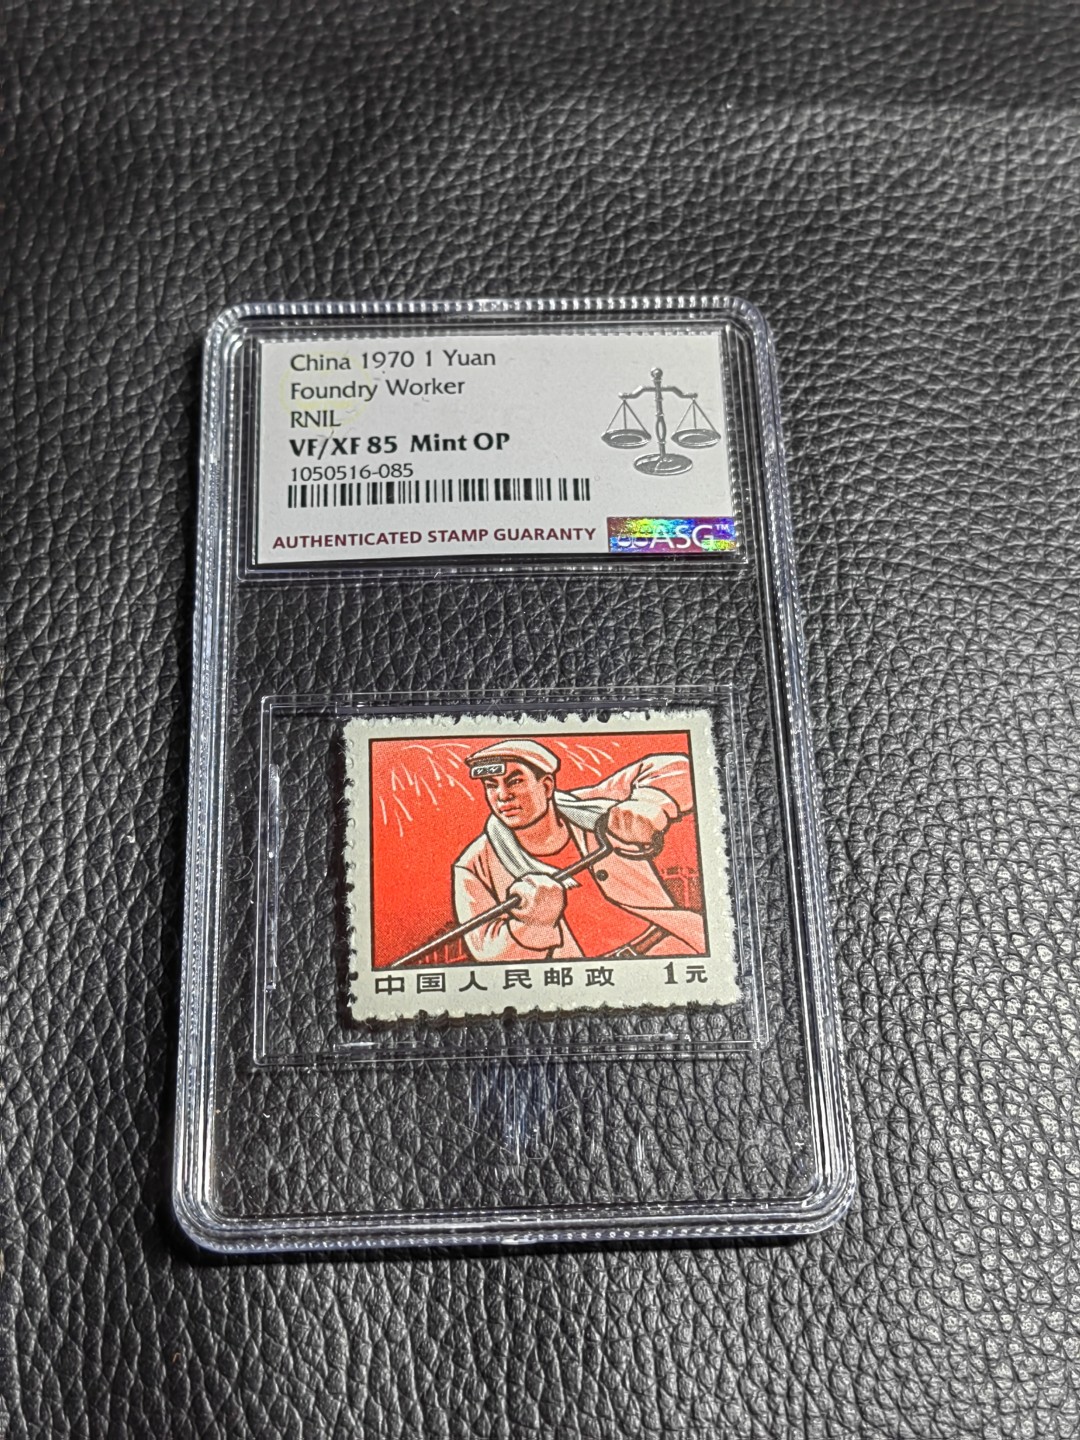 China 1970 1 Yuan
Foundry Worker
RNIL
VF/XF 85 Mint OP
1050516-085
AUTHENTICATED STAMP GUARANTY
ASG™
中国人民邮政 1元